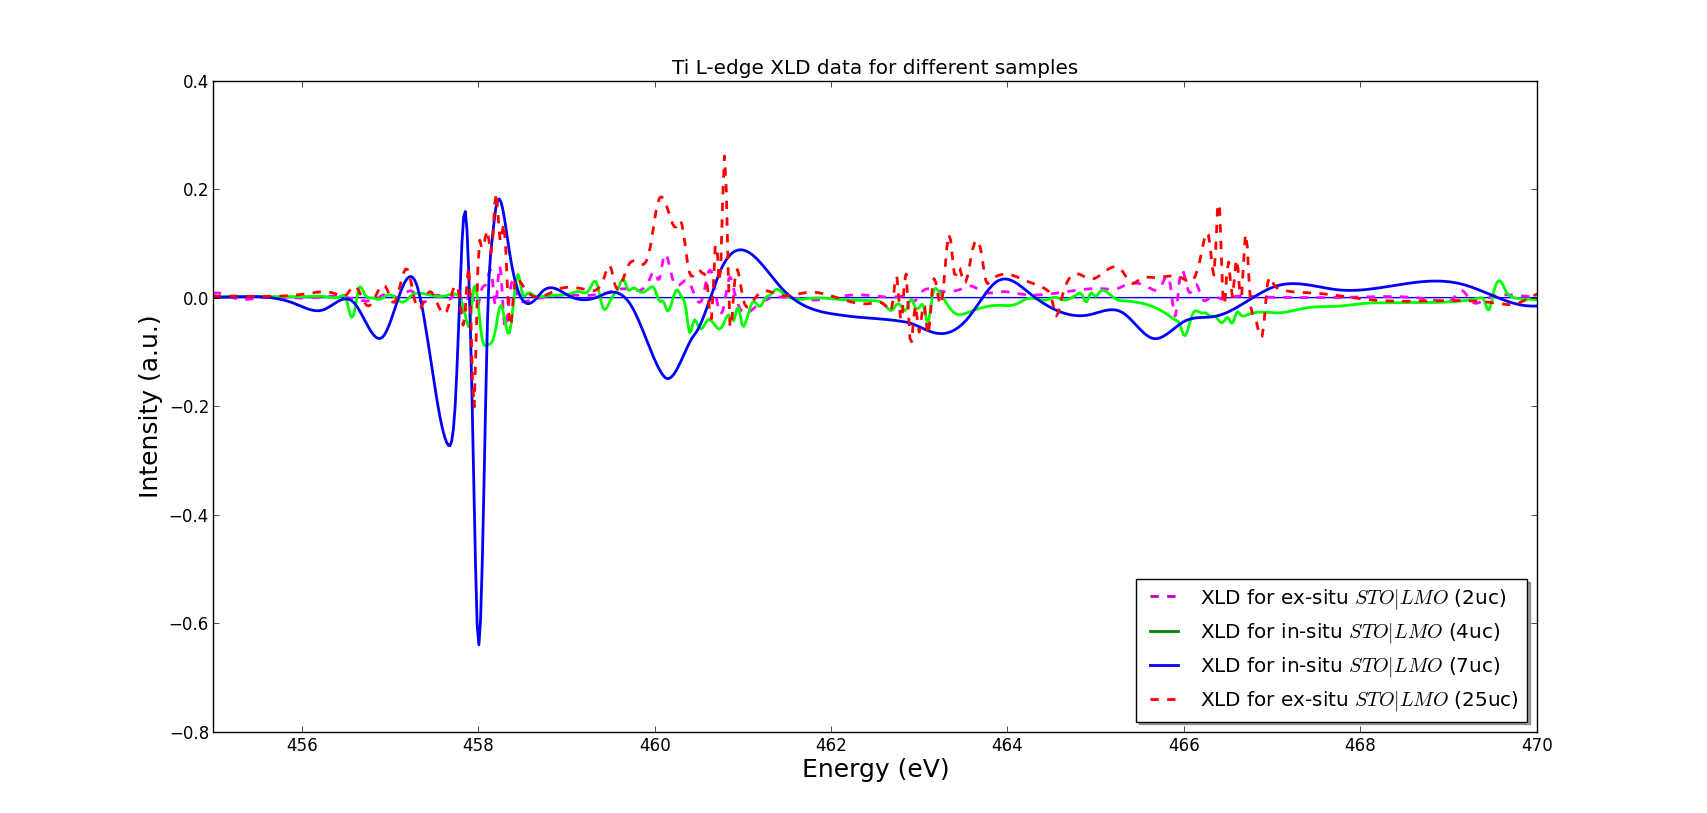 Ti L-edge XLD data for different samples
0.4
0.2
0.0
−0.2
−0.4
−0.6
−0.8
Intensity (a.u.)
XLD for ex-situ STO|LMO (2uc)
XLD for in-situ STO|LMO (4uc)
XLD for in-situ STO|LMO (7uc)
XLD for ex-situ STO|LMO (25uc)
456 458 460 462 464 466 468 470
Energy (eV)